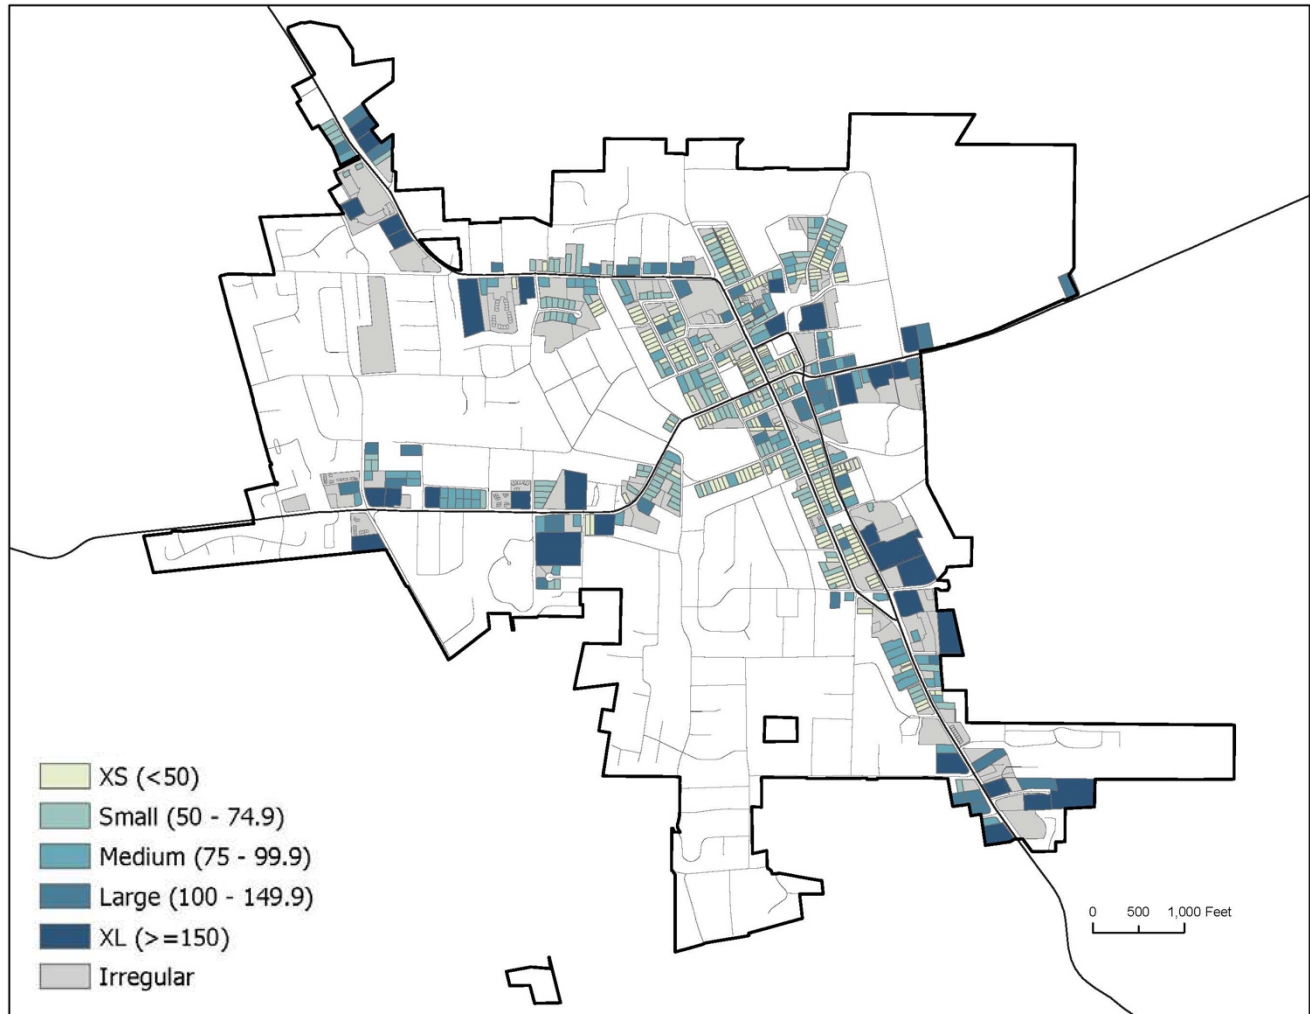 XS (<50)
Small (50 - 74.9)
Medium (75 - 99.9)
Large (100 - 149.9)
XL (>=150)
Irregular
0 500 1,000 Feet